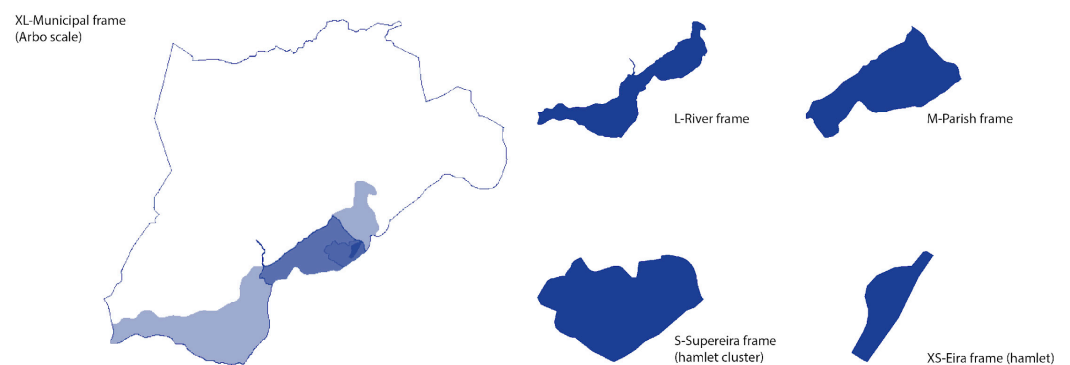 XL-Municipal frame
(Arbo scale)
L-River frame
M-Parish frame
S-Supereira frame
(hamlet cluster)
XS-Eira frame (hamlet)